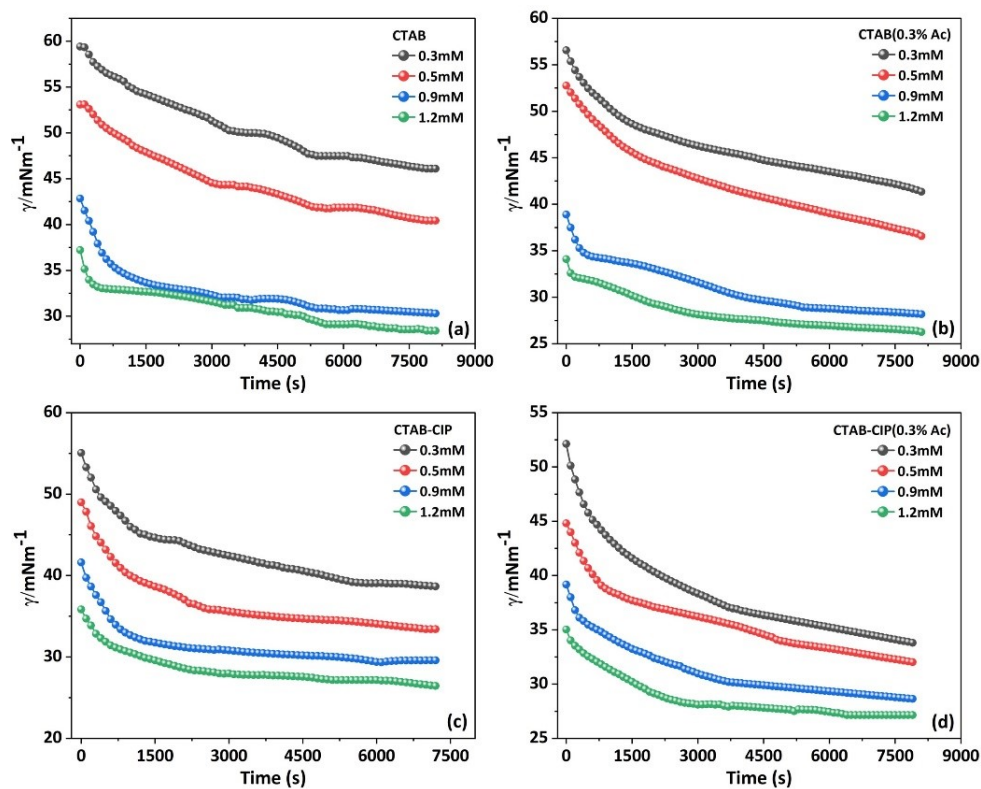 CTAB
0.3mM
0.5mM
0.9mM
1.2mM
60
55
50
45
40
35
30
γ/mNm-1
0 1500 3000 4500 6000 7500 9000
Time (s)
(a)
CTAB(0.3% Ac)
0.3mM
0.5mM
0.9mM
1.2mM
60
55
50
45
40
35
30
25
γ/mNm-1
0 1500 3000 4500 6000 7500 9000
Time (s)
(b)
CTAB-CIP
0.3mM
0.5mM
0.9mM
1.2mM
60
50
40
30
20
γ/mNm-1
0 1500 3000 4500 6000 7500
Time (s)
(c)
CTAB-CIP(0.3% Ac)
0.3mM
0.5mM
0.9mM
1.2mM
55
50
45
40
35
30
25
γ/mNm-1
0 1500 3000 4500 6000 7500 9000
Time (s)
(d)